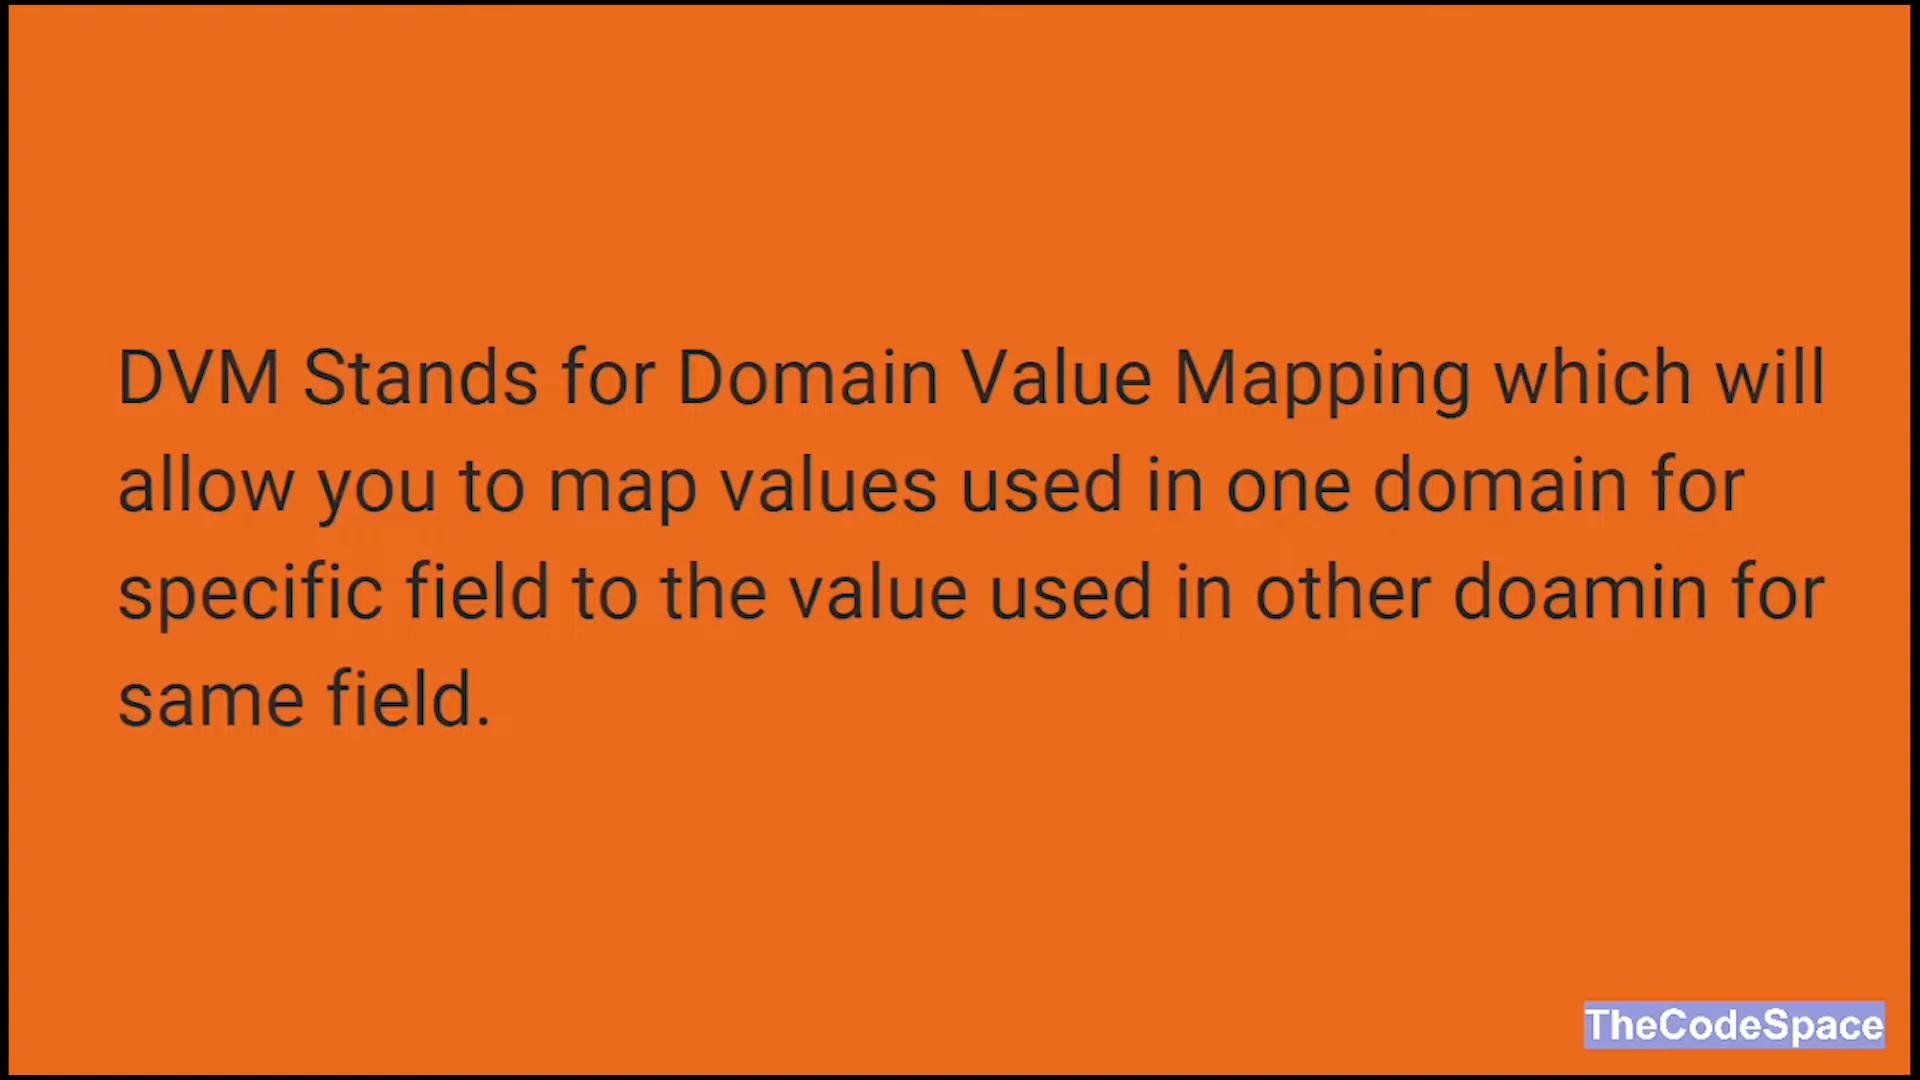 DVM Stands for Domain Value Mapping which will
allow you to map values used in one domain for
specific field to the value used in other doamin for
same field.
TheCodeSpace